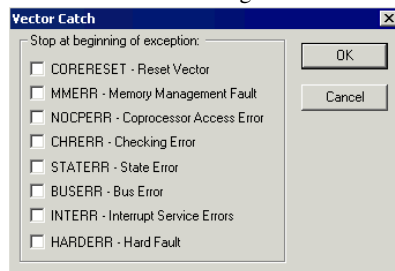 Vector Catch
Stop at beginning of exception:
CORERESET - Reset Vector
MMERR - Memory Management Fault
NOCPERR - Coprocessor Access Error
CHRERR - Checking Error
STATERR - State Error
BUSERR - Bus Error
INTERR - Interrupt Service Errors
HARDERR - Hard Fault
OK
Cancel